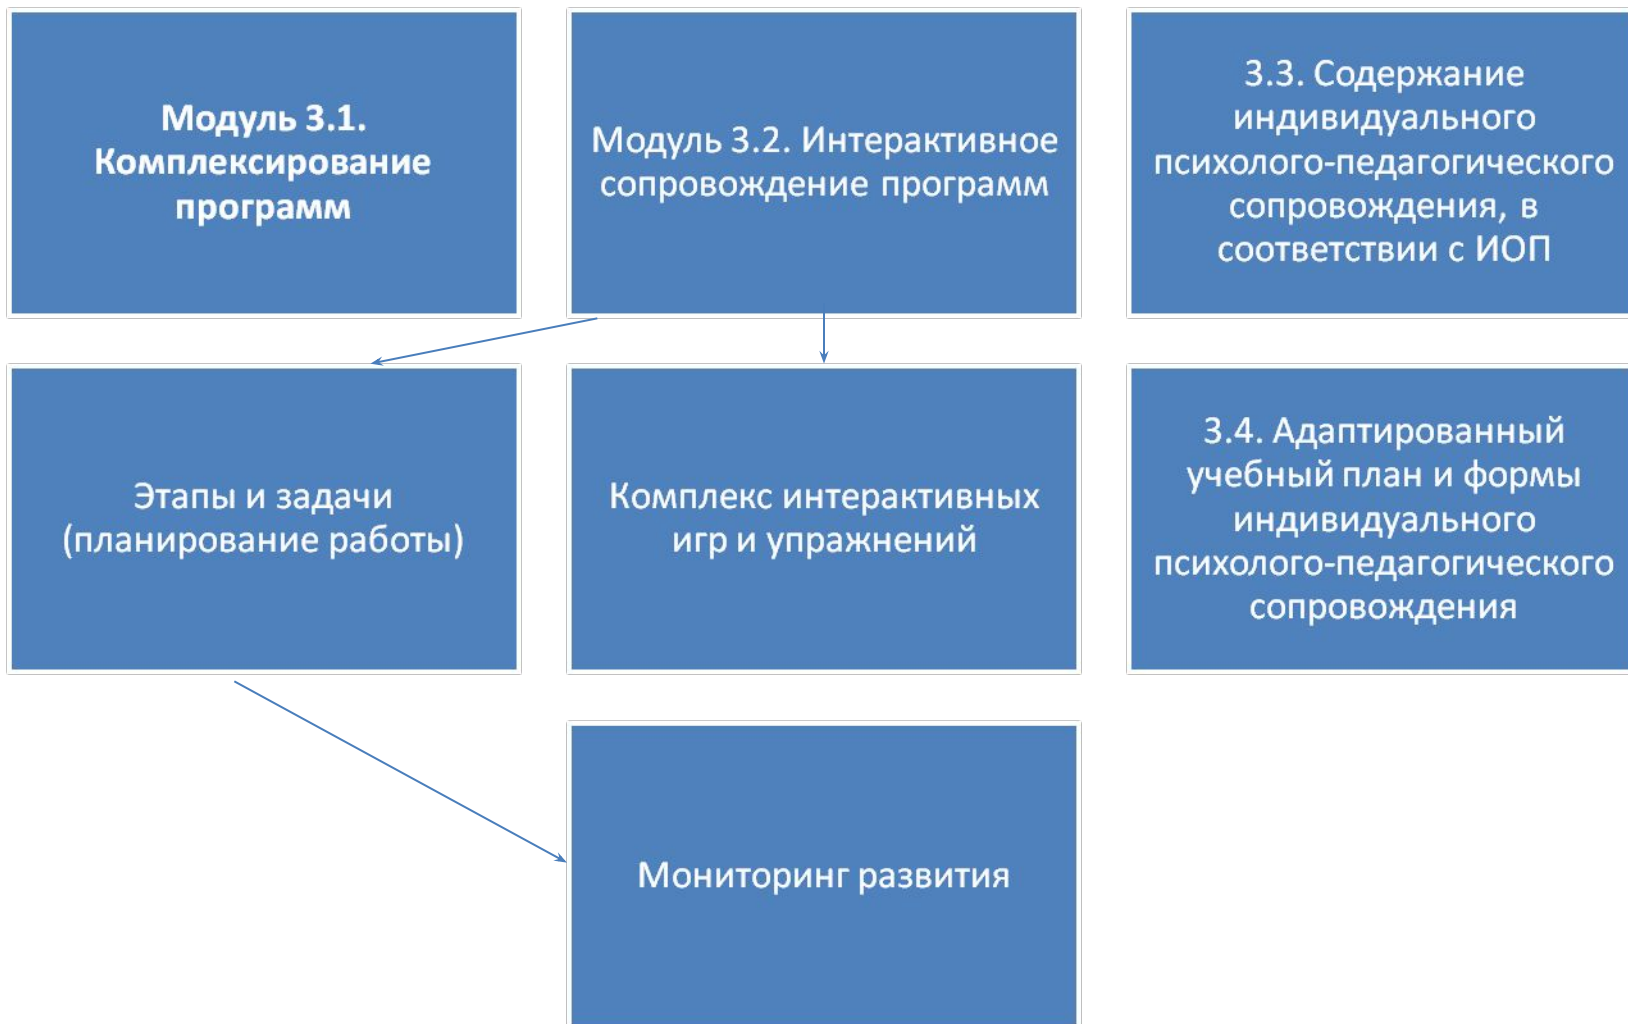 Модуль 3.1.
Комплексирование
программ
Модуль 3.2. Интерактивное
сопровождение программ
3.3. Содержание
индивидуального
психолого-педагогического
сопровождения, в
соответствии с ИОП
Этапы и задачи
(планирование работы)
Комплекс интерактивных
игр и упражнений
3.4. Адаптированный
учебный план и формы
индивидуального
психолого-педагогического
сопровождения
Мониторинг развития